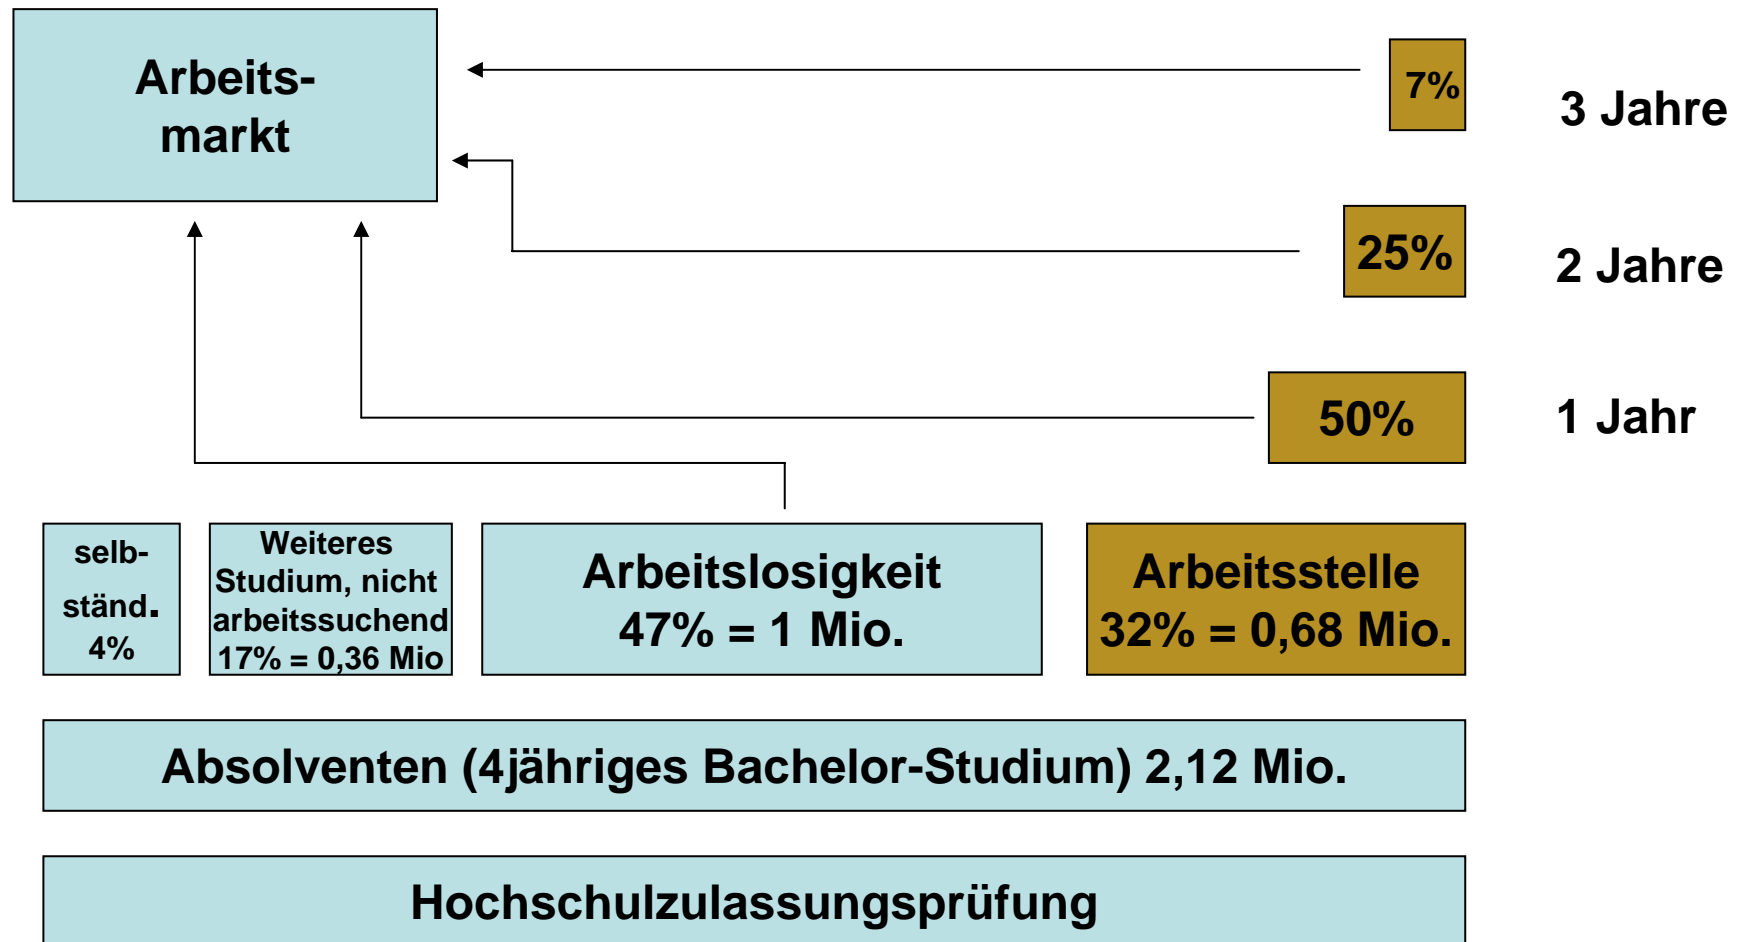 Arbeits-
markt
7%
3 Jahre
25%
2 Jahre
50%
1 Jahr
selb-
ständ.
4%
Weiteres
Studium, nicht
arbeitssuchend
17% = 0,36 Mio
Arbeitslosigkeit
47% = 1 Mio.
Arbeitsstelle
32% = 0,68 Mio.
Absolventen (4jähriges Bachelor-Studium) 2,12 Mio.
Hochschulzulassungsprüfung